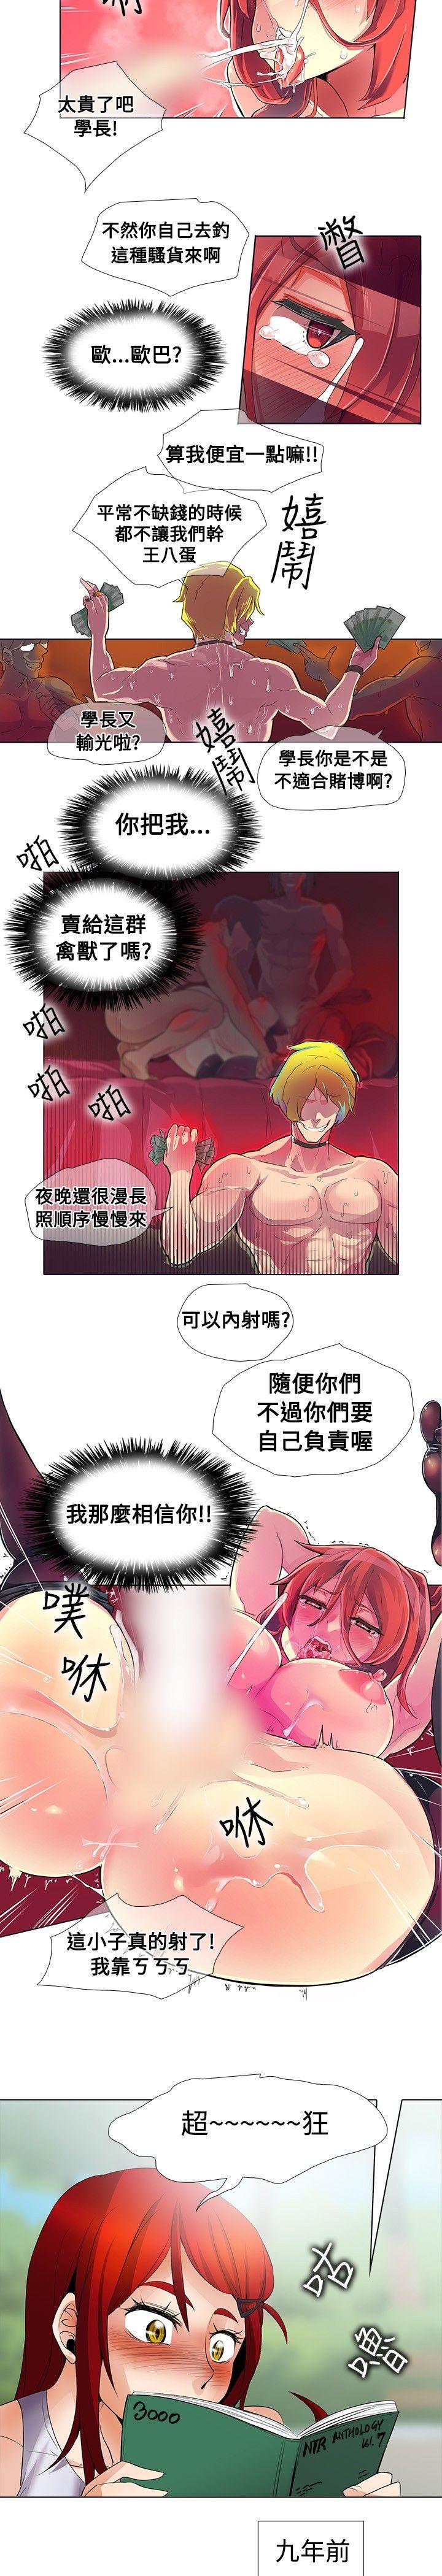 太貴了吧
學長!
不然你自己去釣
這種騷貨來啊
瞥
歐...歐巴?
算我便宜一點嘛!!
平常不缺錢的時候
都不讓我們幹
王八蛋
嬉
鬧
學長又
輸光啦?
嬉
鬧
學長你是不是
不適合賭博啊?
你把我...
啪
賣給這群
禽獸了嗎?
啪
啪
啪
夜晚還很漫長
照順序慢慢來
可以內射嗎?
隨便你們
不過你們要
自己負責喔
我那麼相信你!!
噗
咻
咻
這小子真的射了!
我靠ㄎㄎㄎ
超~~~~~~狂
咕
嚕
3000
NTR ANTHOLOGY
Vol. 7
九年前